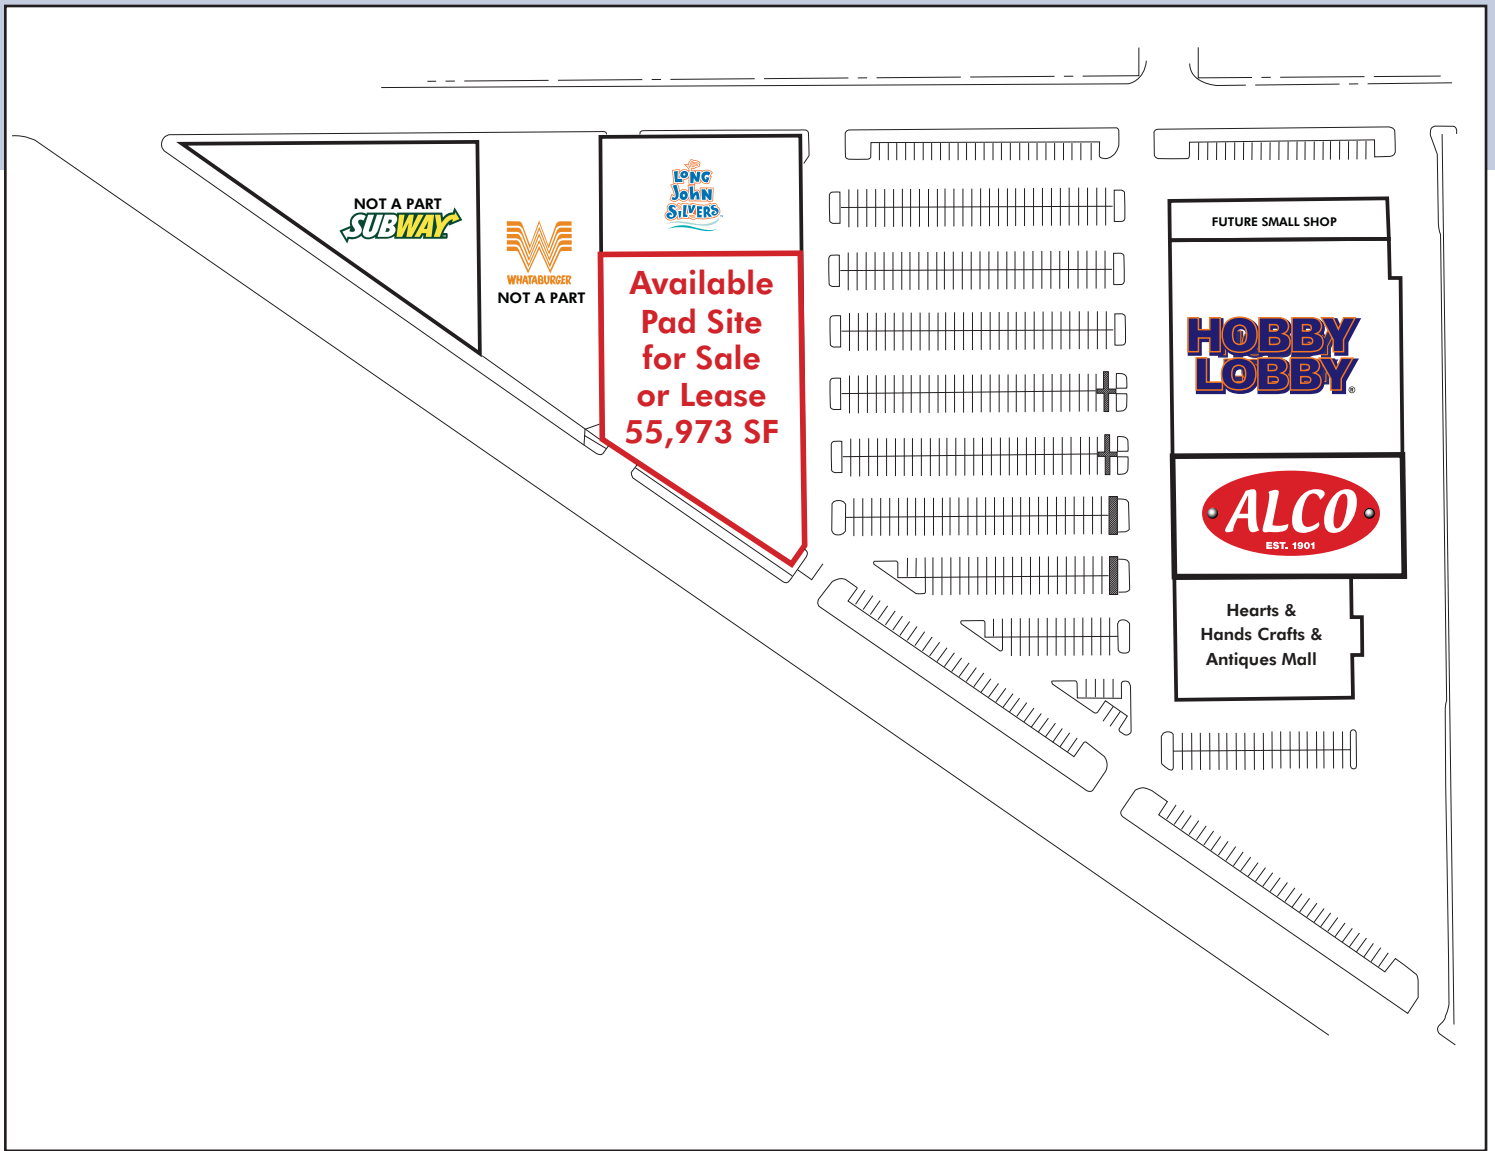 NOT A PART
SUBWAY
WHATABURGER
NOT A PART
LONG
JOHN
SILVERS
Available
Pad Site
for Sale
or Lease
55,973 SF
FUTURE SMALL SHOP
HOBBY
LOBBY®
ALCO
EST. 1901
Hearts &
Hands Crafts &
Antiques Mall